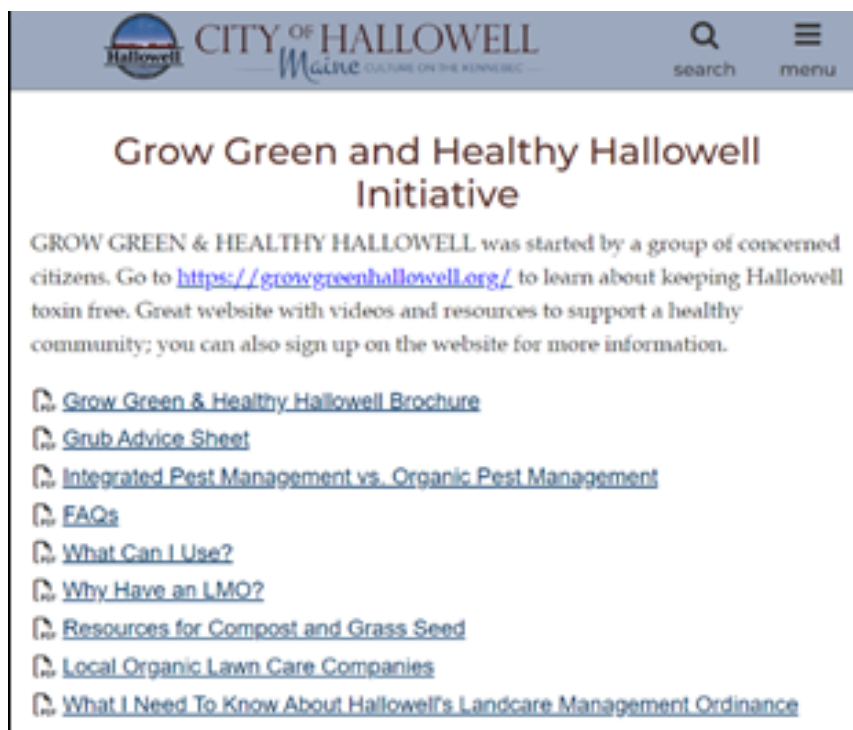 Hallowell
CITY OF HALLOWELL
Maine CULTURE ON THE KENNEBEC
search
menu
Grow Green and Healthy Hallowell
Initiative
GROW GREEN & HEALTHY HALLOWELL was started by a group of concerned
citizens. Go to https://growgreenhallowell.org/ to learn about keeping Hallowell
toxin free. Great website with videos and resources to support a healthy
community; you can also sign up on the website for more information.
Grow Green & Healthy Hallowell Brochure
Grub Advice Sheet
Integrated Pest Management vs. Organic Pest Management
FAQs
What Can I Use?
Why Have an LMO?
Resources for Compost and Grass Seed
Local Organic Lawn Care Companies
What I Need To Know About Hallowell's Landcare Management Ordinance